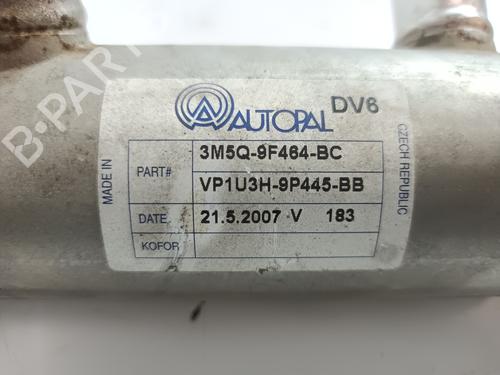 AUTOPAL
DV6
MADE IN
CZECH REPUBLIC
PART#
3M5Q-9F464-BC
VP1U3H-9P445-BB
DATE 21.5.2007 V 183
KOFOR
B-PARTS